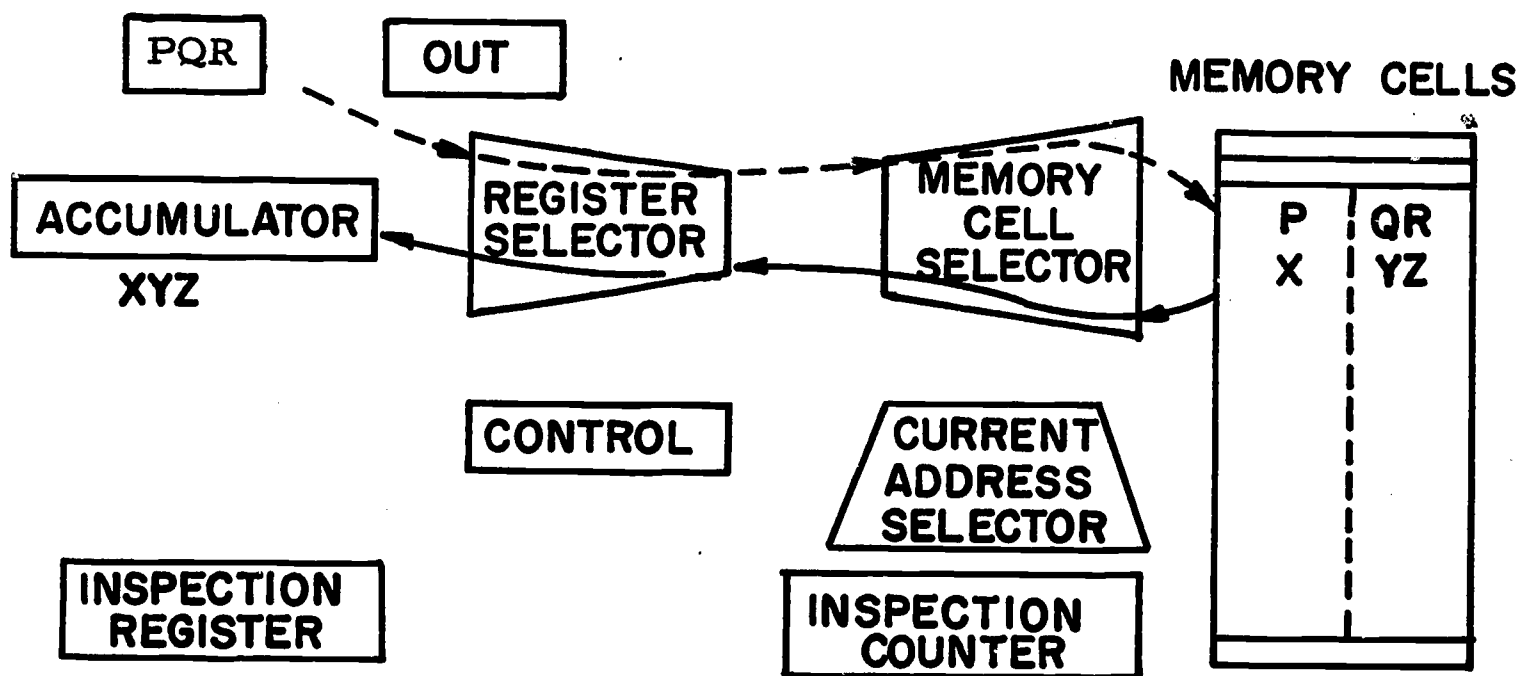 PQR
OUT
MEMORY CELLS
ACCUMULATOR
XYZ
REGISTER
SELECTOR
MEMORY
CELL
SELECTOR
P QR
X YZ
CONTROL
CURRENT
ADDRESS
SELECTOR
INSPECTION
REGISTER
INSPECTION
COUNTER